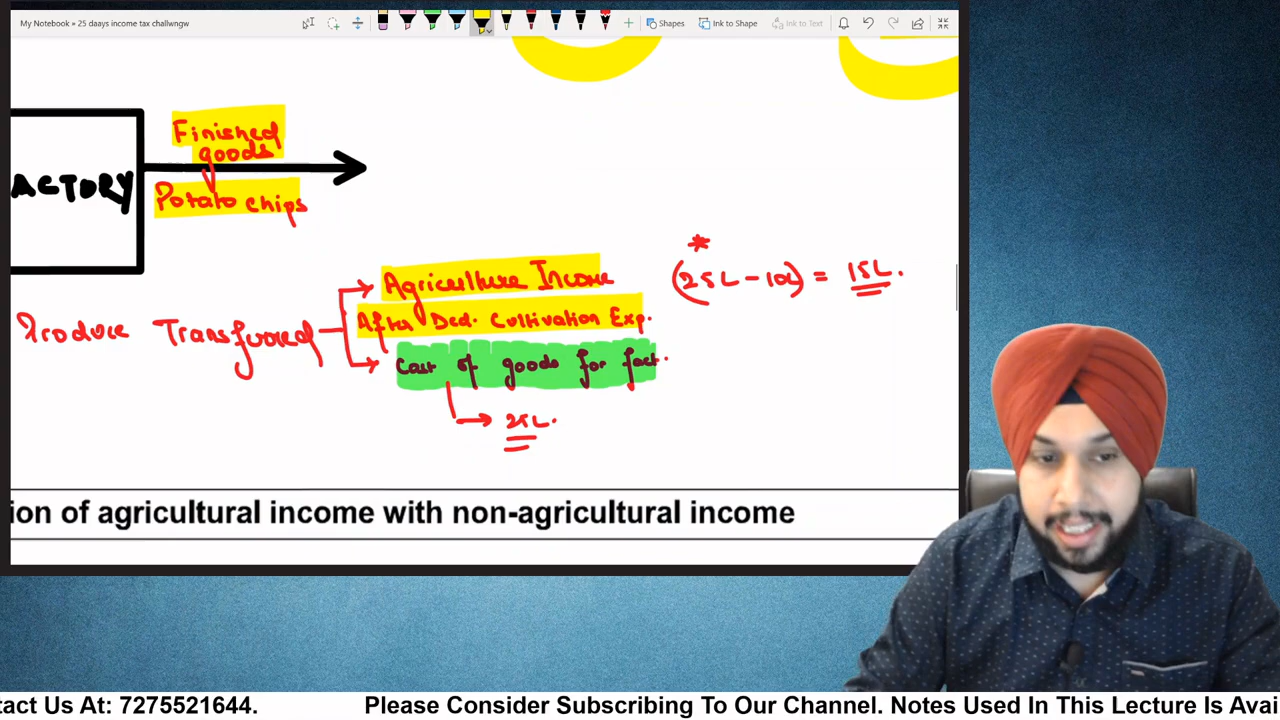 My Notebook » 25 daays income tax challwngw
Shapes
Ink to Shape
Ink to Text
Finished
goods
ACTORY
Potato chips
Agriculture Income
(25L - 10L) = 15L.
After Ded. Cultivation Exp.
Produce Transferred
Cost of goods for fact.
25L.
ion of agricultural income with non-agricultural income
tact Us At: 7275521644. Please Consider Subscribing To Our Channel. Notes Used In This Lecture Is Avai